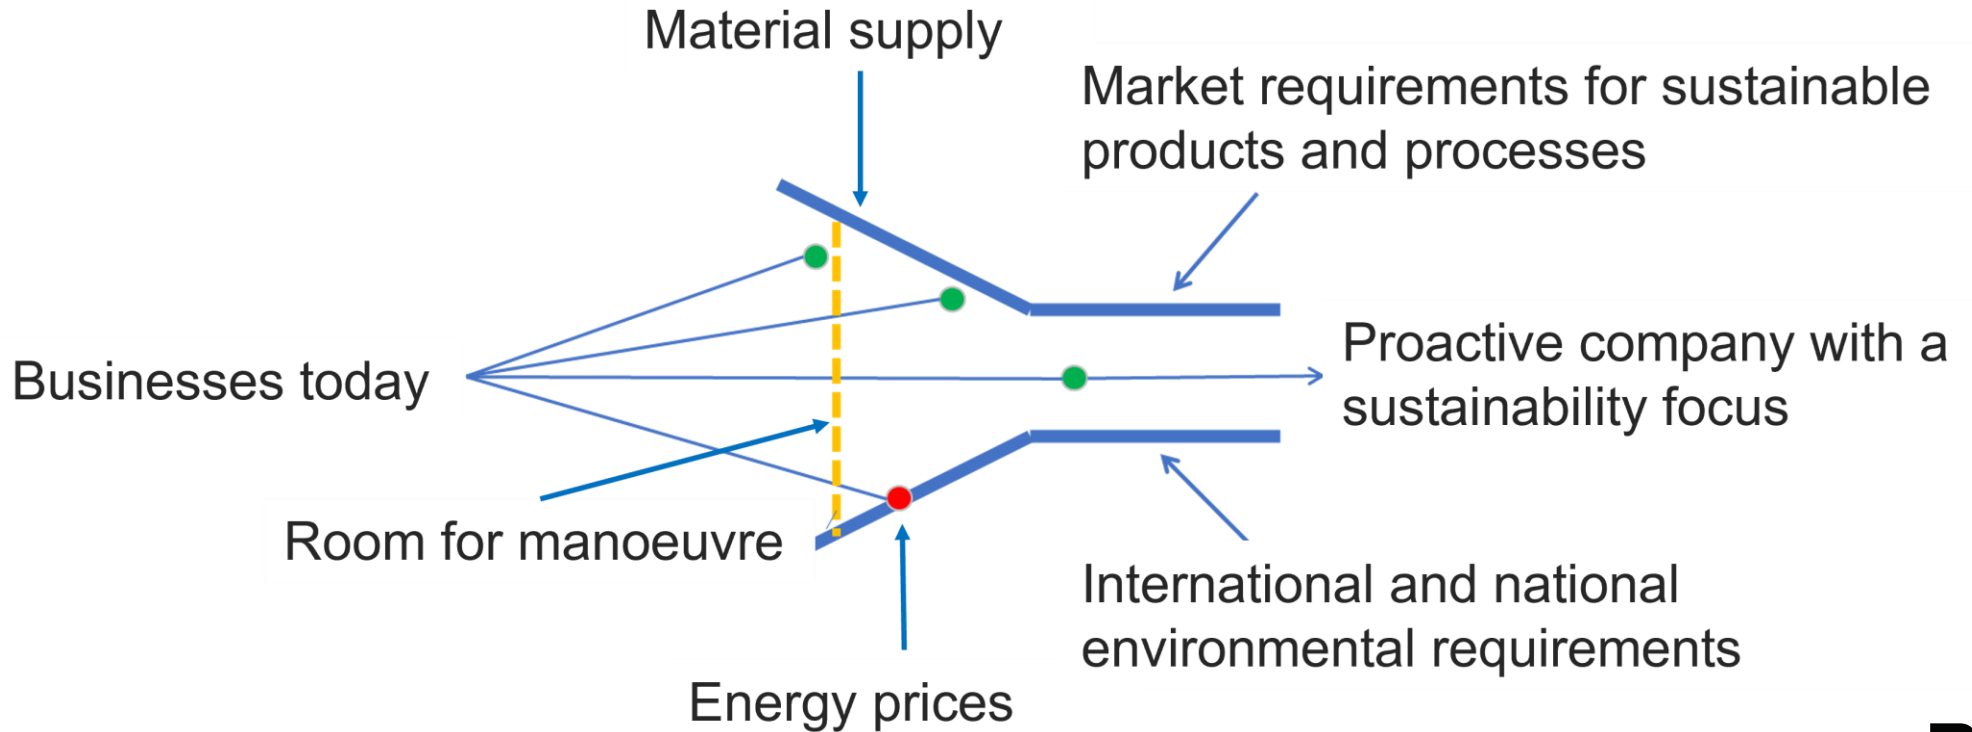 Material supply
Market requirements for sustainable
products and processes
Businesses today
Proactive company with a
sustainability focus
Room for manoeuvre
International and national
environmental requirements
Energy prices